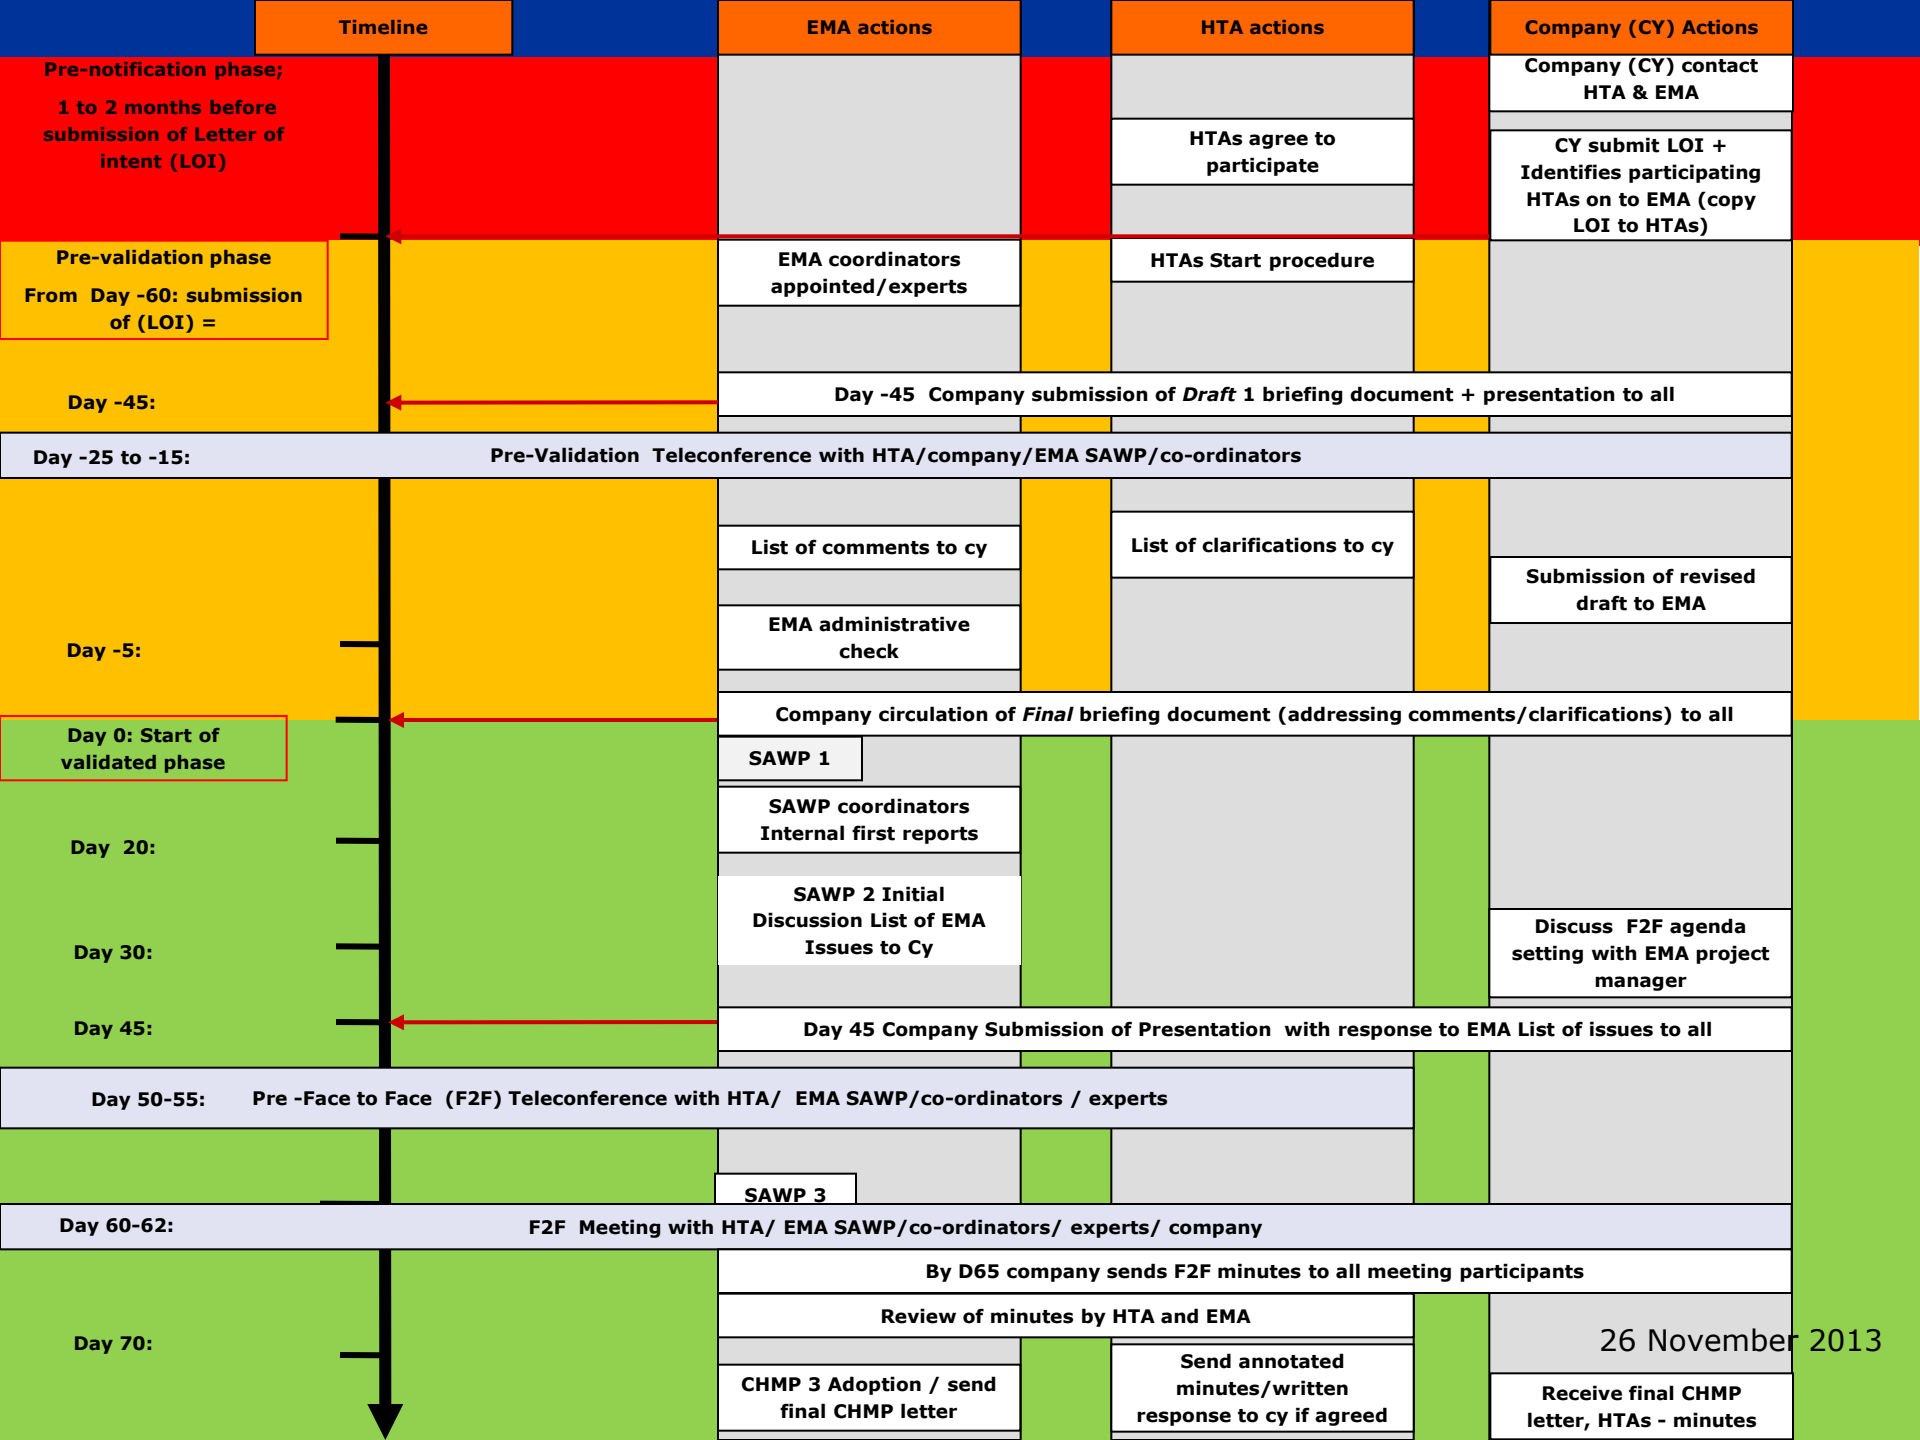 Timeline
EMA actions
HTA actions
Company (CY) Actions
Pre-notification phase;
1 to 2 months before
submission of Letter of
intent (LOI)
Company (CY) contact
HTA & EMA
HTAs agree to
participate
CY submit LOI +
Identifies participating
HTAs on to EMA (copy
LOI to HTAs)
Pre-validation phase
From Day -60: submission
of (LOI) =
EMA coordinators
appointed/experts
HTAs Start procedure
Day -45:
Day -45 Company submission of Draft 1 briefing document + presentation to all
Day -25 to -15:
Pre-Validation Teleconference with HTA/company/EMA SAWP/co-ordinators
List of comments to cy
List of clarifications to cy
Submission of revised
draft to EMA
EMA administrative
check
Day -5:
Company circulation of Final briefing document (addressing comments/clarifications) to all
Day 0: Start of
validated phase
SAWP 1
SAWP coordinators
Internal first reports
Day 20:
SAWP 2 Initial
Discussion List of EMA
Issues to Cy
Day 30:
Discuss F2F agenda
setting with EMA project
manager
Day 45:
Day 45 Company Submission of Presentation with response to EMA List of issues to all
Day 50-55:
Pre -Face to Face (F2F) Teleconference with HTA/ EMA SAWP/co-ordinators / experts
SAWP 3
Day 60-62:
F2F Meeting with HTA/ EMA SAWP/co-ordinators/ experts/ company
By D65 company sends F2F minutes to all meeting participants
Review of minutes by HTA and EMA
Day 70:
26 November 2013
CHMP 3 Adoption / send
final CHMP letter
Send annotated
minutes/written
response to cy if agreed
Receive final CHMP
letter, HTAs - minutes